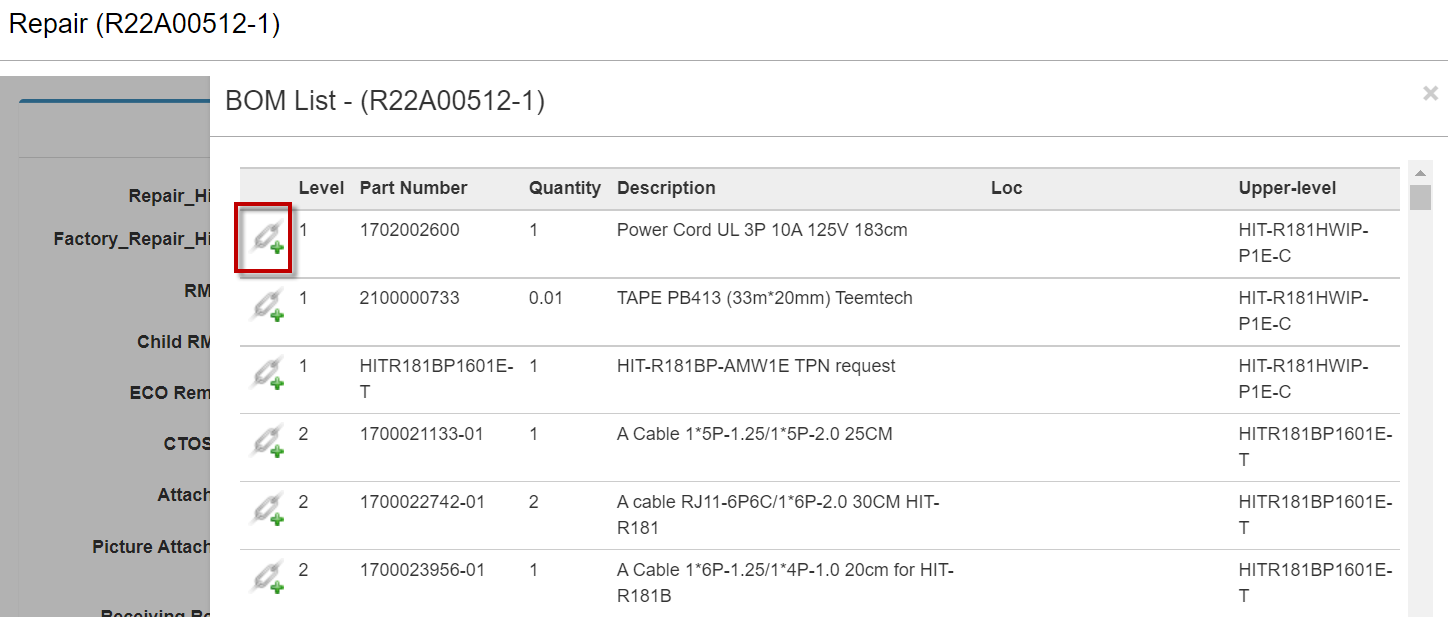 Repair (R22A00512-1)
BOM List - (R22A00512-1)
×
Level Part Number Quantity Description Loc Upper-level
1 1702002600 1 Power Cord UL 3P 10A 125V 183cm HIT-R181HWIP-
P1E-C
1 2100000733 0.01 TAPE PB413 (33m*20mm) Teemtech HIT-R181HWIP-
P1E-C
1 HITR181BP1601E- 1 HIT-R181BP-AMW1E TPN request HIT-R181HWIP-
T P1E-C
2 1700021133-01 1 A Cable 1*5P-1.25/1*5P-2.0 25CM HITR181BP1601E-
T
2 1700022742-01 2 A cable RJ11-6P6C/1*6P-2.0 30CM HIT- HITR181BP1601E-
R181 T
2 1700023956-01 1 A Cable 1*6P-1.25/1*4P-1.0 20cm for HIT- HITR181BP1601E-
R181B T
Repair_Hi
Factory_Repair_Hi
RM
Child RM
ECO Rem
CTOS
Attach
Picture Attach
Receiving Re